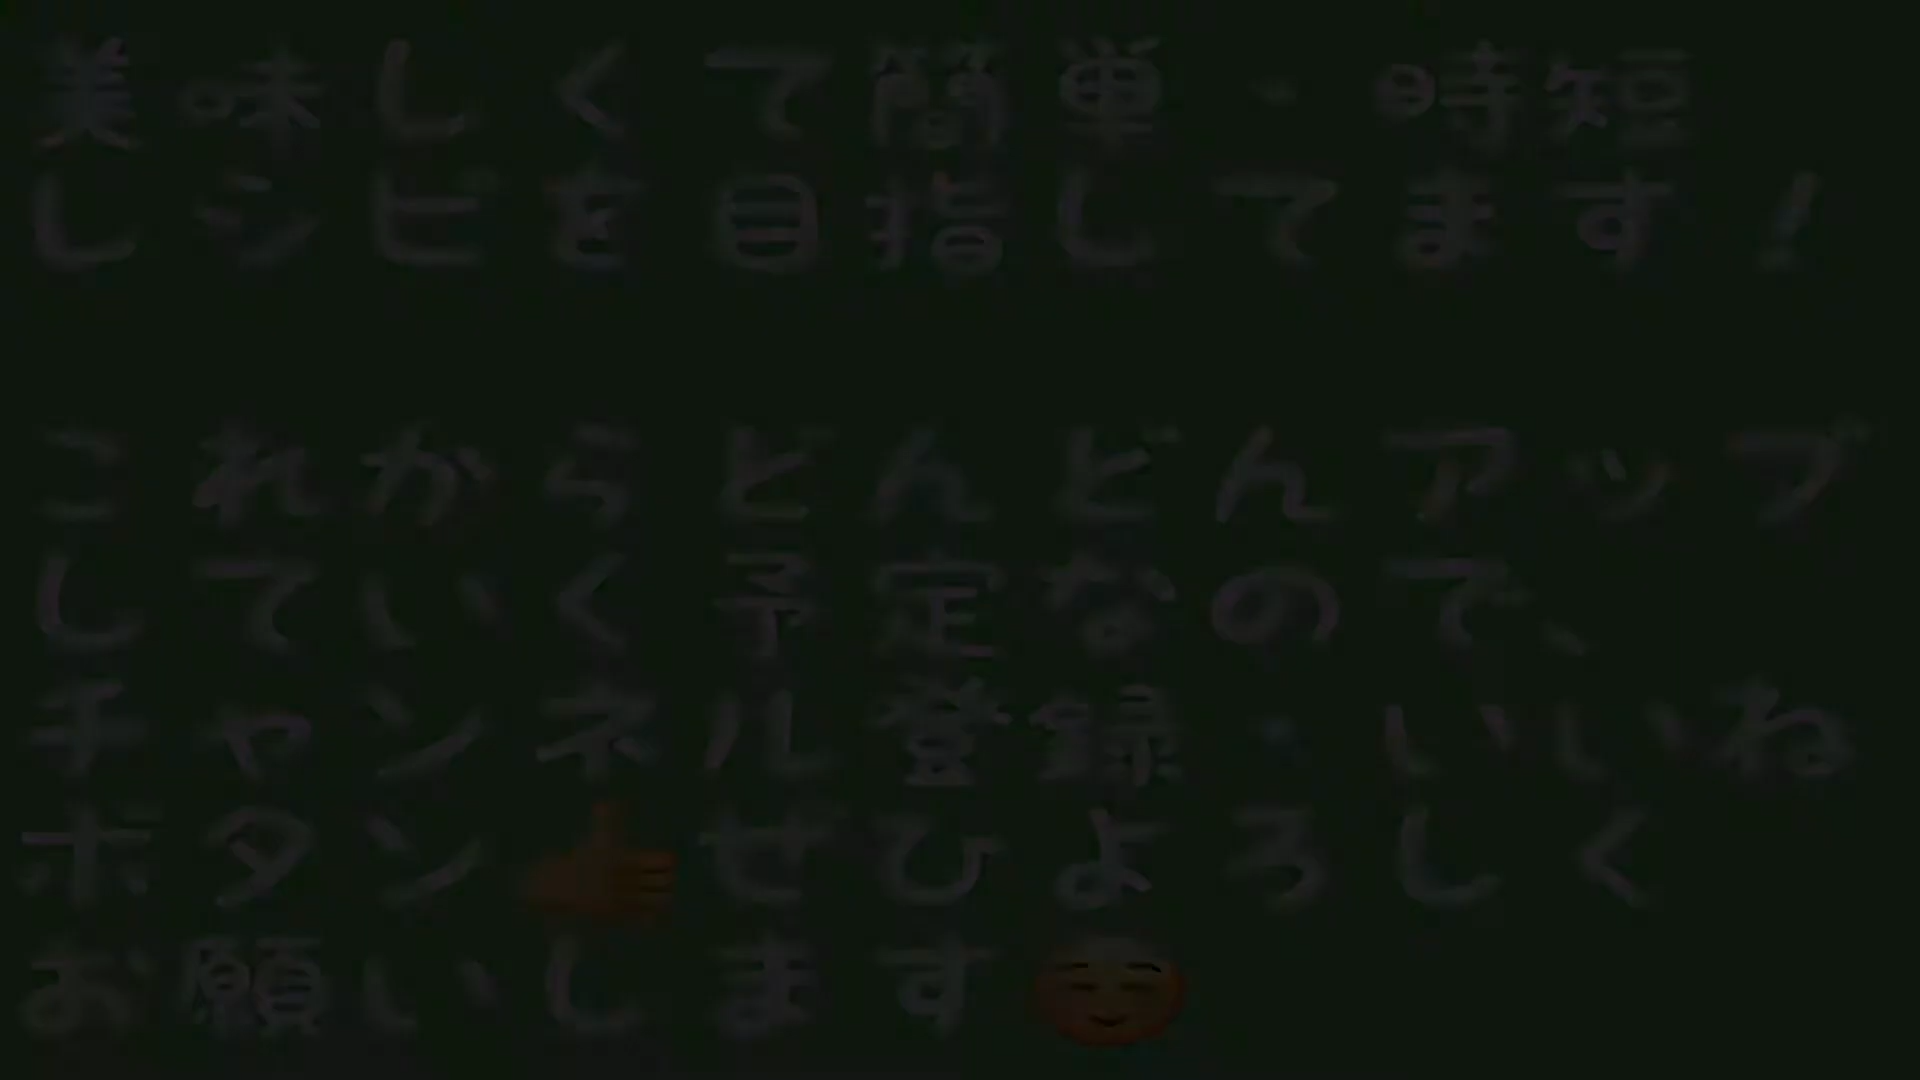 美味しくて簡単・時短
レシピを目指してます！
これからどんどんアップ
していく予定なので、
チャンネル登録・いいね
ボタン👍ぜひよろしく
お願いします😊